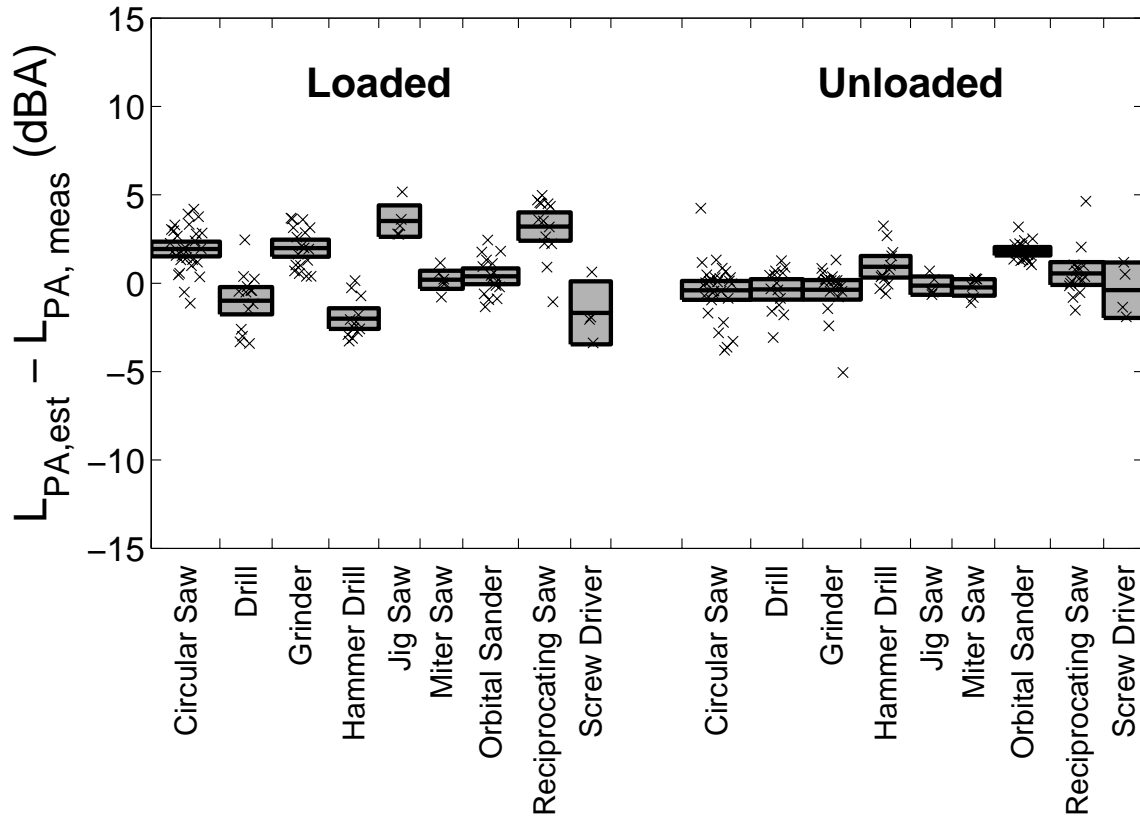 L_PA,est − L_PA, meas (dBA)
15
10
5
0
−5
−10
−15
Loaded
Unloaded
Circular Saw
Drill
Grinder
Hammer Drill
Jig Saw
Miter Saw
Orbital Sander
Reciprocating Saw
Screw Driver
Circular Saw
Drill
Grinder
Hammer Drill
Jig Saw
Miter Saw
Orbital Sander
Reciprocating Saw
Screw Driver